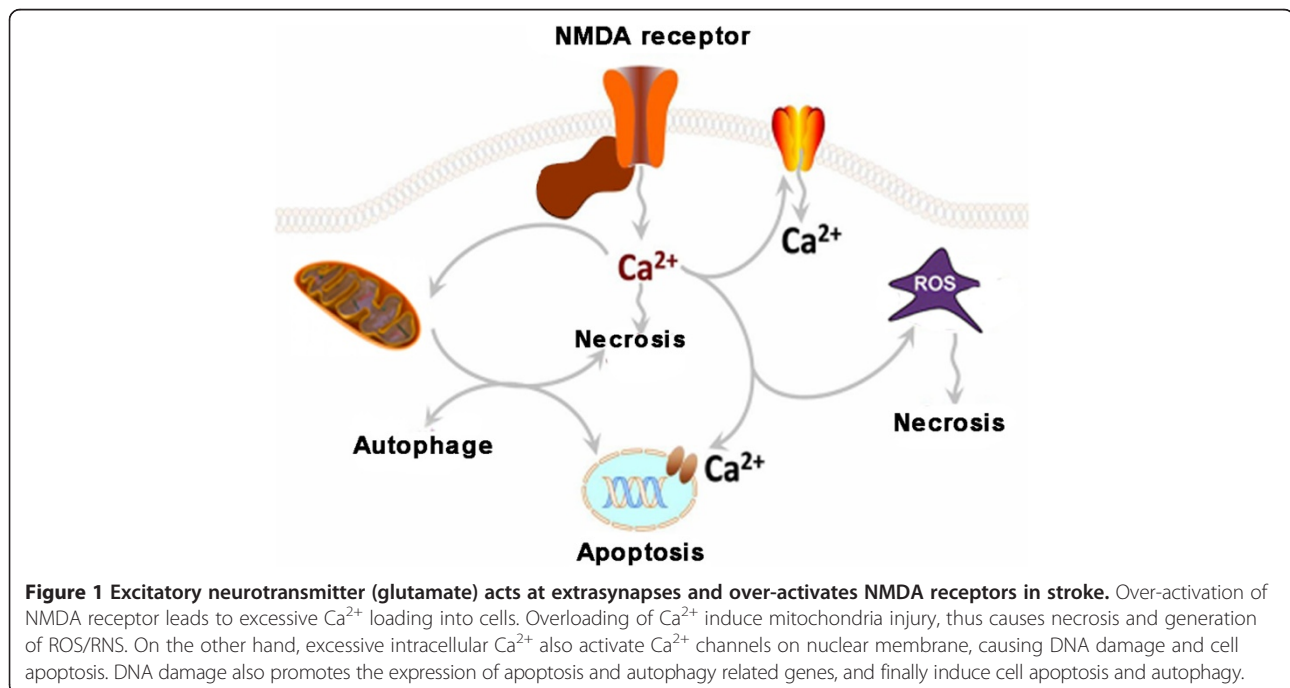 NMDA receptor
Ca²⁺
Ca²⁺
ROS
Necrosis
Necrosis
Autophage
Ca²⁺
Apoptosis
Figure 1 Excitatory neurotransmitter (glutamate) acts at extrasynapses and over-activates NMDA receptors in stroke. Over-activation of
NMDA receptor leads to excessive Ca²⁺ loading into cells. Overloading of Ca²⁺ induce mitochondria injury, thus causes necrosis and generation
of ROS/RNS. On the other hand, excessive intracellular Ca²⁺ also activate Ca²⁺ channels on nuclear membrane, causing DNA damage and cell
apoptosis. DNA damage also promotes the expression of apoptosis and autophagy related genes, and finally induce cell apoptosis and autophagy.